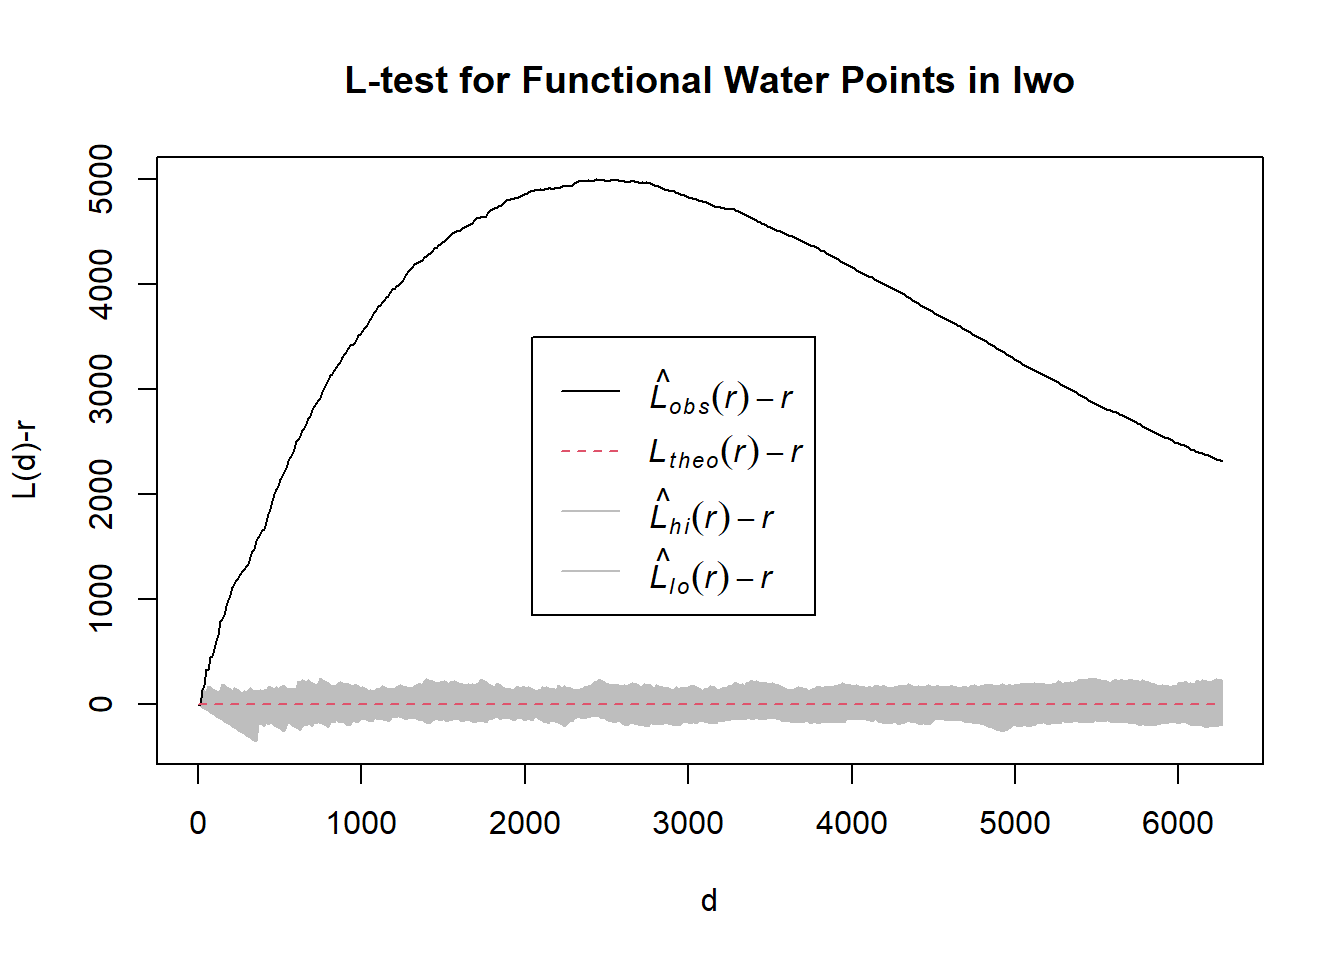 L-test for Functional Water Points in Iwo
L(d)-r
5000
4000
3000
2000
1000
0
L̂obs(r) – r
Ltheo(r) – r
L̂hi(r) – r
L̂lo(r) – r
0 1000 2000 3000 4000 5000 6000
d